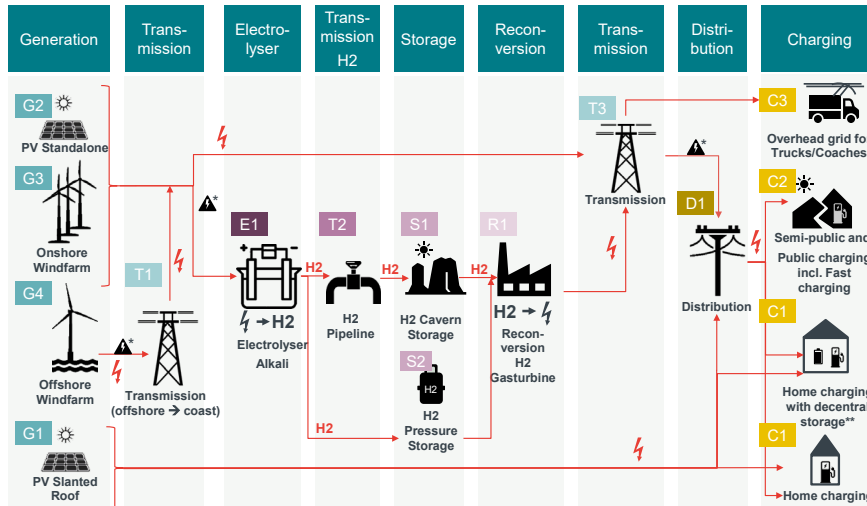 Generation
Trans-
mission
Electro-
lyser
Trans-
mission
H2
Storage
Recon-
version
Trans-
mission
Distri-
bution
Charging
G2
PV Standalone
G3
Onshore
Windfarm
G4
Offshore
Windfarm
G1
PV Slanted
Roof
*
T1
Transmission
(offshore → coast)
*
E1
→ H2
Electrolyser
Alkali
H2
H2
T2
H2
Pipeline
H2
S1
H2 Cavern
Storage
S2
H2
H2
Pressure
Storage
H2
R1
H2 →
Recon-
version
H2
Gasturbine
T3
Transmission
*
D1
Distribution
C3
Overhead grid for
Trucks/Coaches
C2
Semi-public and
Public charging
incl. Fast
charging
C1
Home charging
with decentral
storage**
C1
Home charging